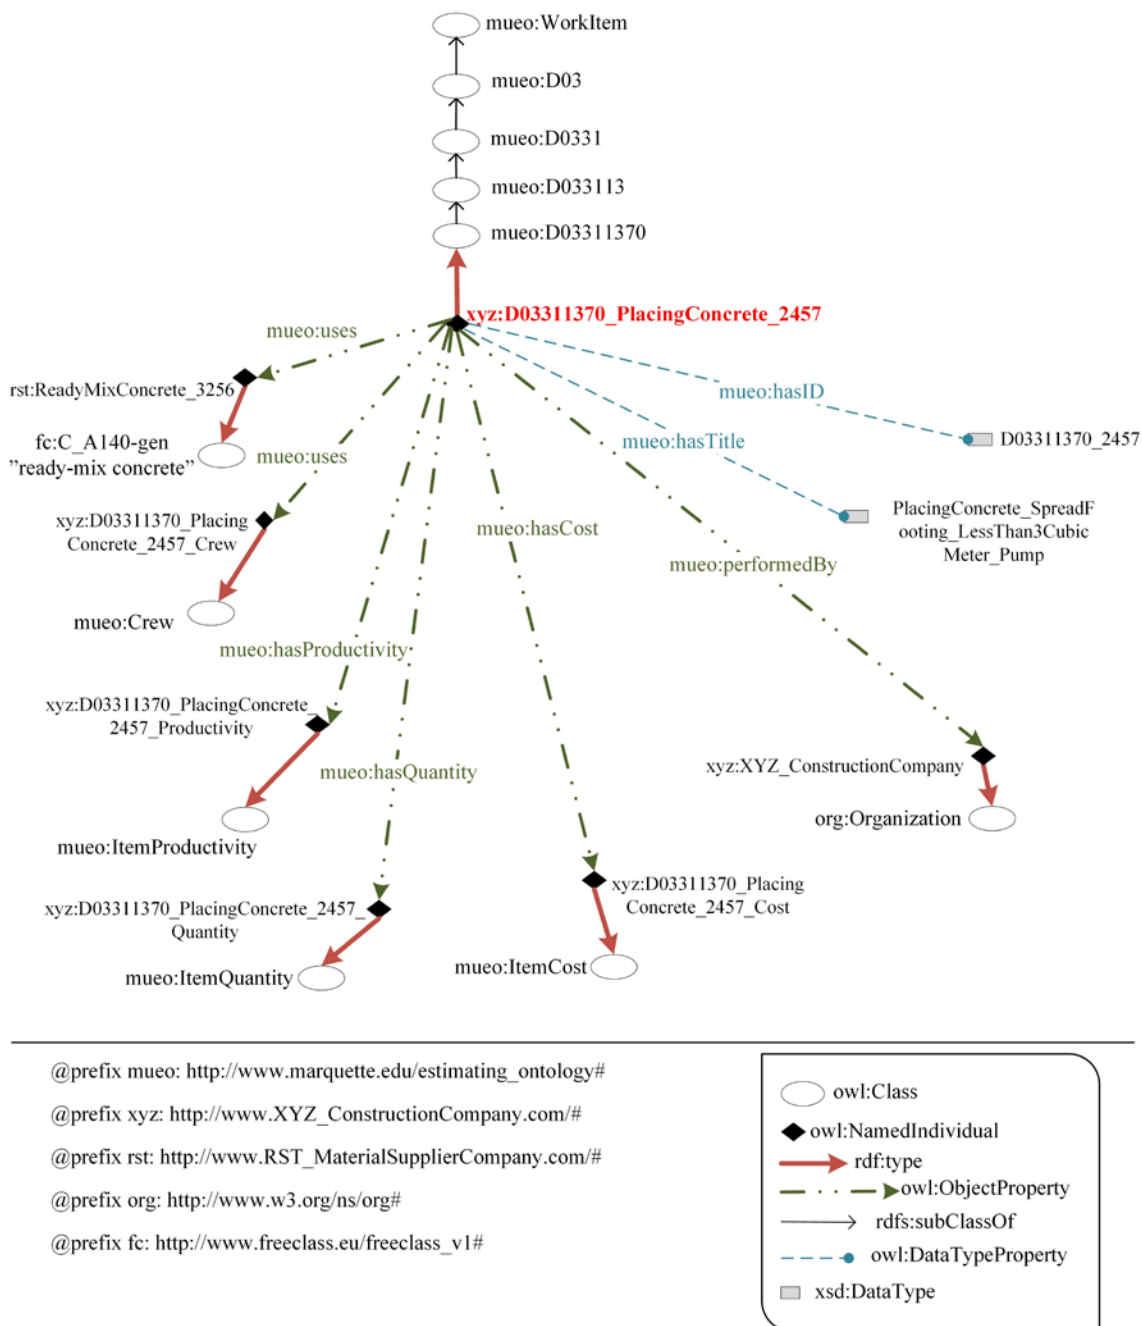 mueo:WorkItem
mueo:D03
mueo:D0331
mueo:D033113
mueo:D03311370
xyz:D03311370_PlacingConcrete_2457
mueo:uses
rst:ReadyMixConcrete_3256
mueo:hasID
fc:C_A140-gen
”ready-mix concrete”
mueo:uses
mueo:hasTitle
D03311370_2457
xyz:D03311370_Placing
Concrete_2457_Crew
mueo:hasCost
PlacingConcrete_SpreadF
ooting_LessThan3Cubic
Meter_Pump
mueo:performedBy
mueo:Crew
mueo:hasProductivity
xyz:D03311370_PlacingConcrete_
2457_Productivity
mueo:hasQuantity
xyz:XYZ_ConstructionCompany
org:Organization
mueo:ItemProductivity
xyz:D03311370_PlacingConcrete_2457_
Quantity
xyz:D03311370_Placing
Concrete_2457_Cost
mueo:ItemQuantity
mueo:ItemCost
@prefix mueo: http://www.marquette.edu/estimating_ontology#
@prefix xyz: http://www.XYZ_ConstructionCompany.com/#
@prefix rst: http://www.RST_MaterialSupplierCompany.com/#
@prefix org: http://www.w3.org/ns/org#
@prefix fc: http://www.freeclass.eu/freeclass_v1#
owl:Class
owl:NamedIndividual
rdf:type
owl:ObjectProperty
rdfs:subClassOf
owl:DataTypeProperty
xsd:DataType